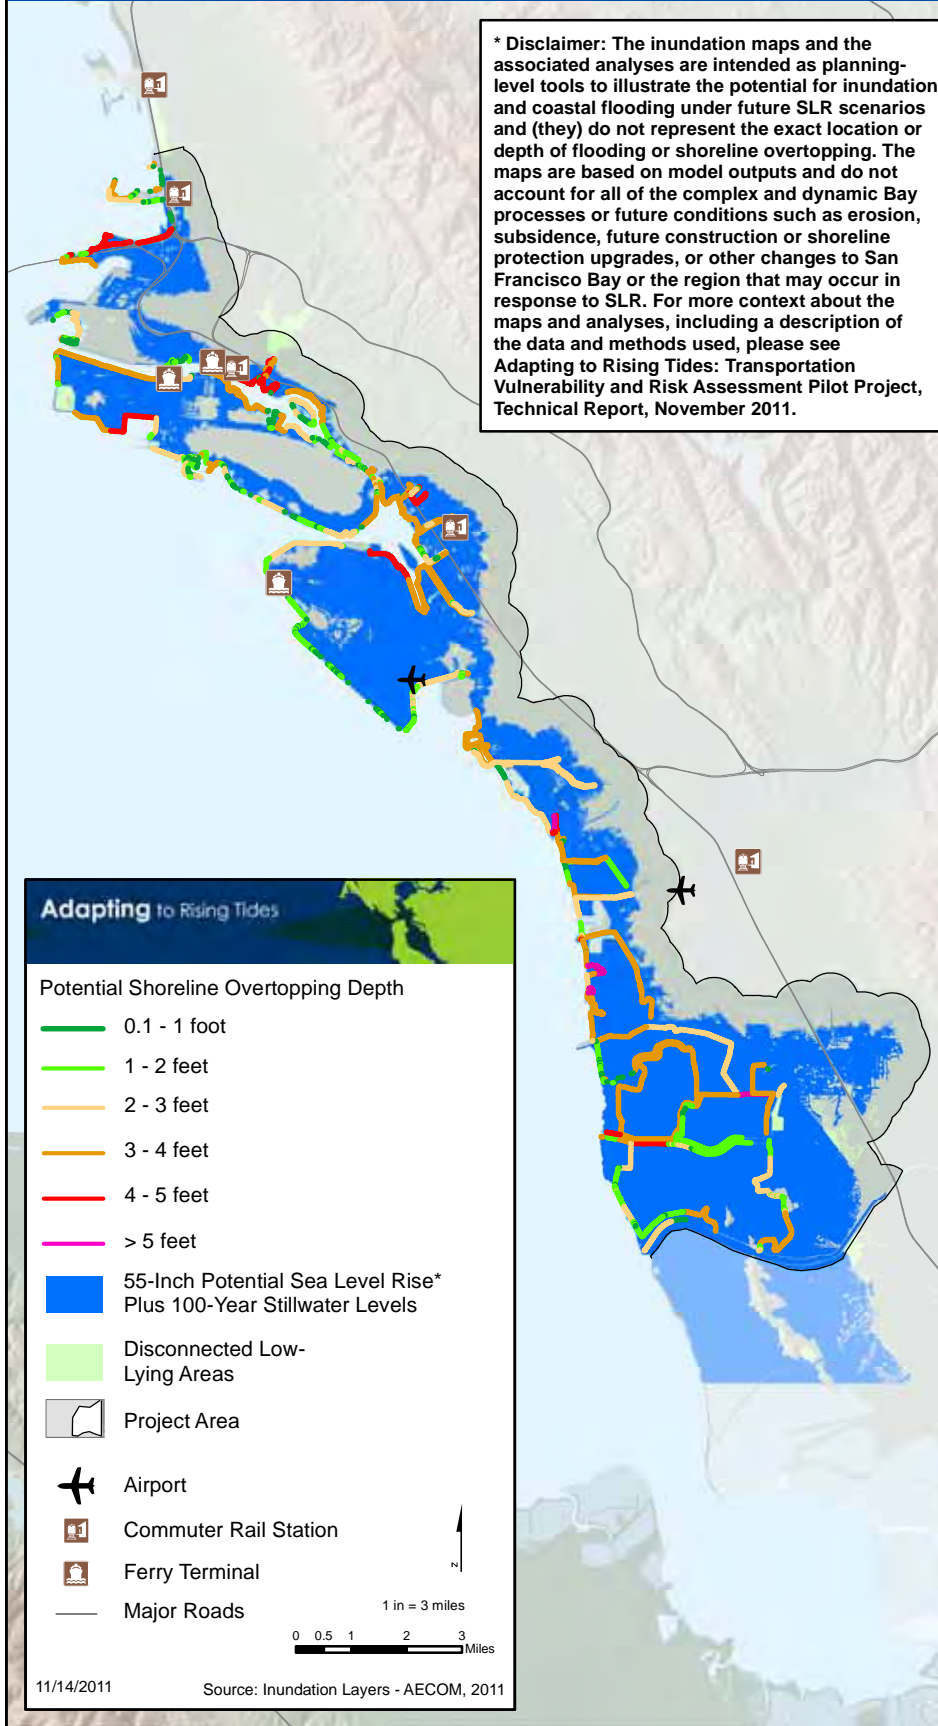 * Disclaimer: The inundation maps and the
associated analyses are intended as planning-
level tools to illustrate the potential for inundation
and coastal flooding under future SLR scenarios
and (they) do not represent the exact location or
depth of flooding or shoreline overtopping. The
maps are based on model outputs and do not
account for all of the complex and dynamic Bay
processes or future conditions such as erosion,
subsidence, future construction or shoreline
protection upgrades, or other changes to San
Francisco Bay or the region that may occur in
response to SLR. For more context about the
maps and analyses, including a description of
the data and methods used, please see
Adapting to Rising Tides: Transportation
Vulnerability and Risk Assessment Pilot Project,
Technical Report, November 2011.
Adapting to Rising Tides
Potential Shoreline Overtopping Depth
0.1 - 1 foot
1 - 2 feet
2 - 3 feet
3 - 4 feet
4 - 5 feet
> 5 feet
55-Inch Potential Sea Level Rise*
Plus 100-Year Stillwater Levels
Disconnected Low-
Lying Areas
Project Area
Airport
Commuter Rail Station
Ferry Terminal
Major Roads
N
1 in = 3 miles
0 0.5 1 2 3
Miles
11/14/2011
Source: Inundation Layers - AECOM, 2011